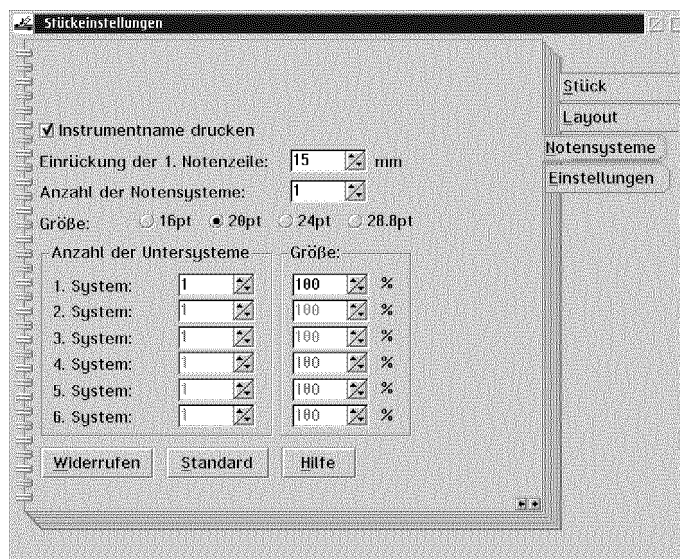 Stückeinstellungen
Stück
Layout
Notensysteme
Einstellungen
Instrumentname drucken
Einrückung der 1. Notenzeile: 15 mm
Anzahl der Notensysteme: 1
Größe: 16pt 20pt 24pt 28.8pt
Anzahl der Untersysteme Größe:
1. System: 1 100 %
2. System: 1 100 %
3. System: 1 100 %
4. System: 1 100 %
5. System: 1 100 %
6. System: 1 100 %
Widerrufen Standard Hilfe